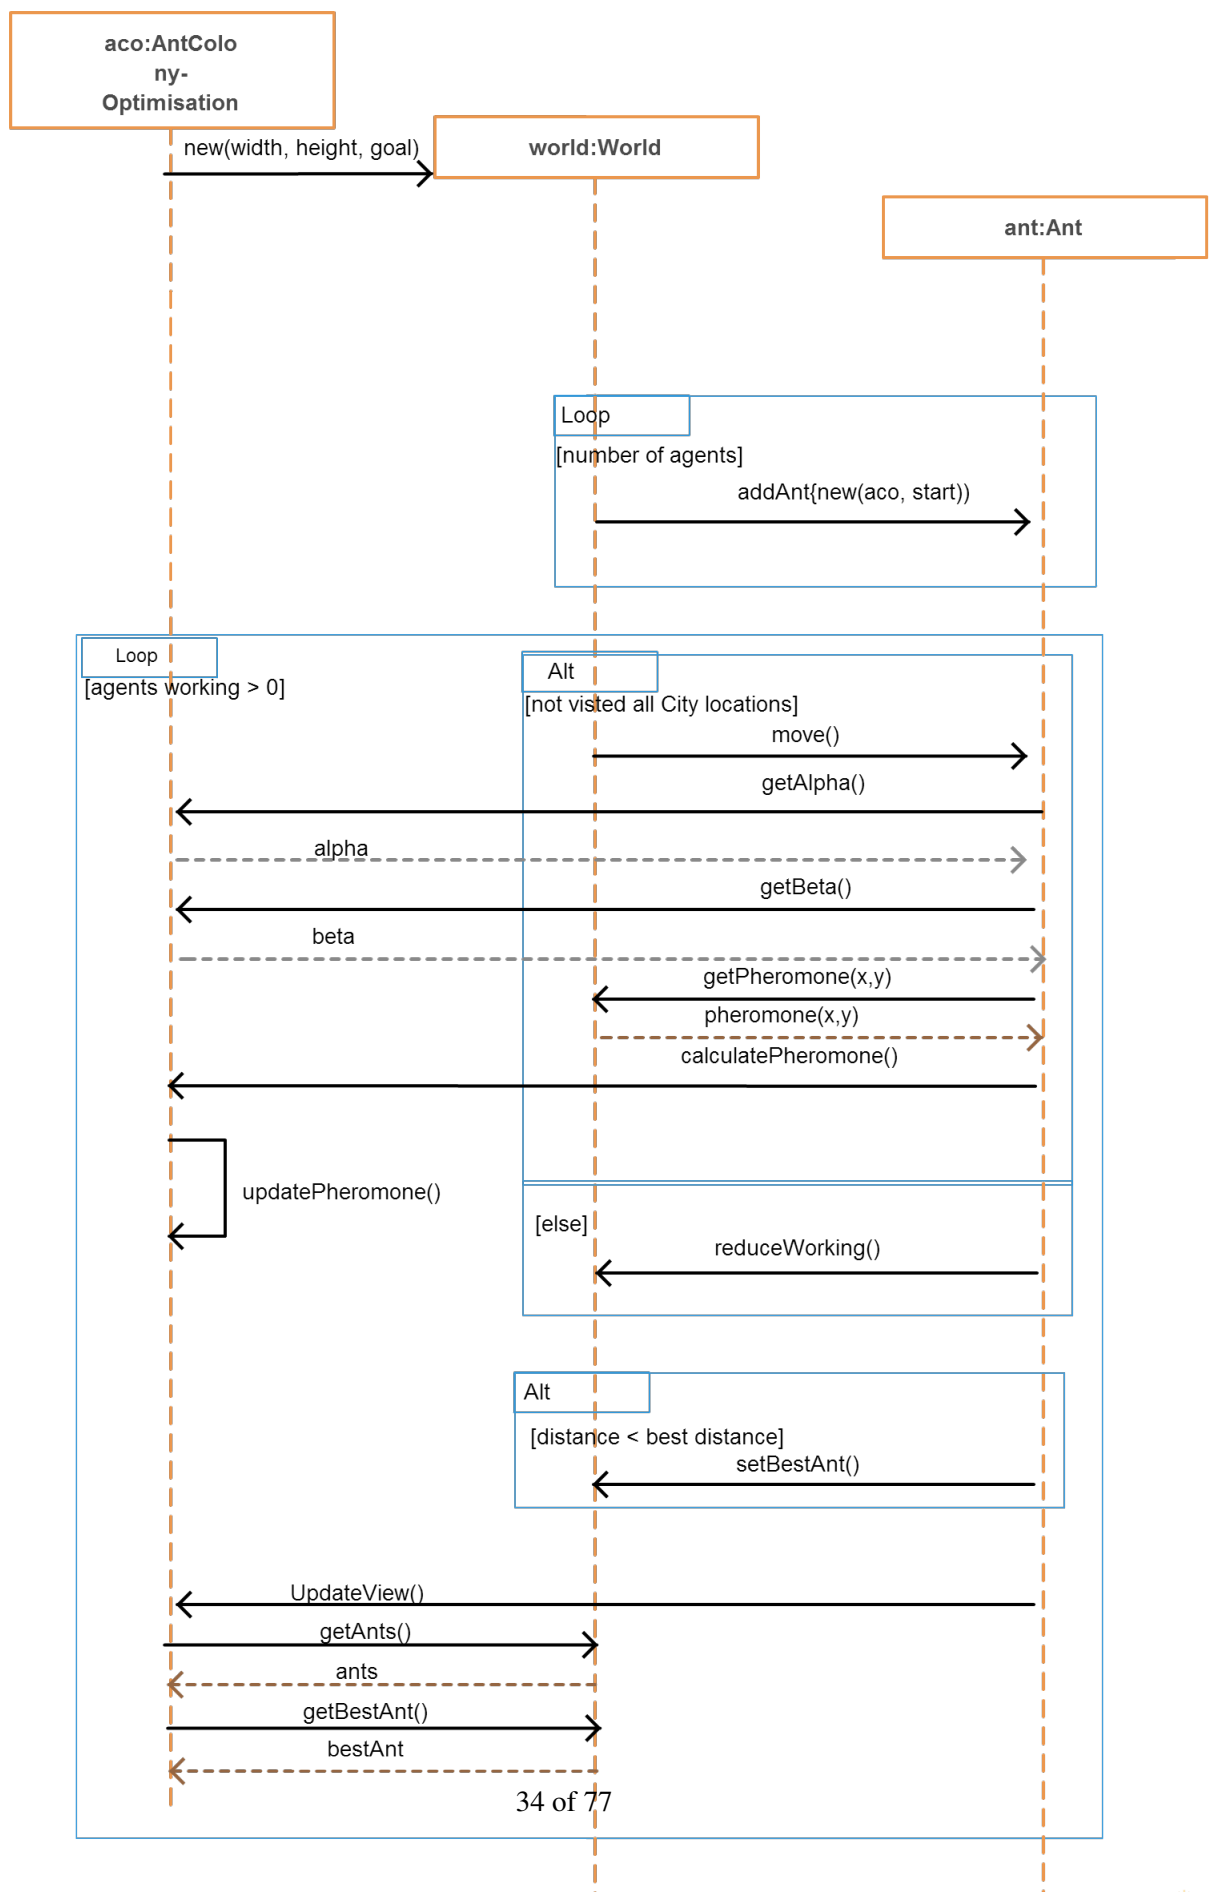 aco:AntColo
ny-
Optimisation
new(width, height, goal)
world:World
ant:Ant
Loop
[number of agents]
addAnt{new(aco, start))
Loop
[agents working > 0]
Alt
[not visted all City locations]
move()
getAlpha()
alpha
getBeta()
beta
getPheromone(x,y)
pheromone(x,y)
calculatePheromone()
updatePheromone()
[else]
reduceWorking()
Alt
[distance < best distance]
setBestAnt()
UpdateView()
getAnts()
ants
getBestAnt()
bestAnt
34 of 77